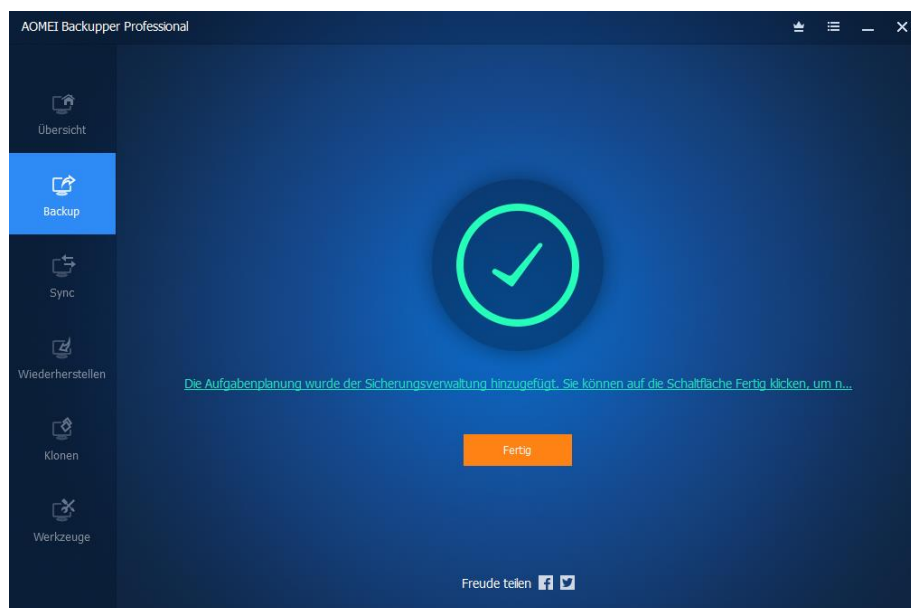 AOMEI Backupper Professional
Übersicht
Backup
Sync
Wiederherstellen
Klonen
Werkzeuge
Die Aufgabenplanung wurde der Sicherungsverwaltung hinzugefügt. Sie können auf die Schaltfläche Fertig klicken, um n...
Fertig
Freude teilen